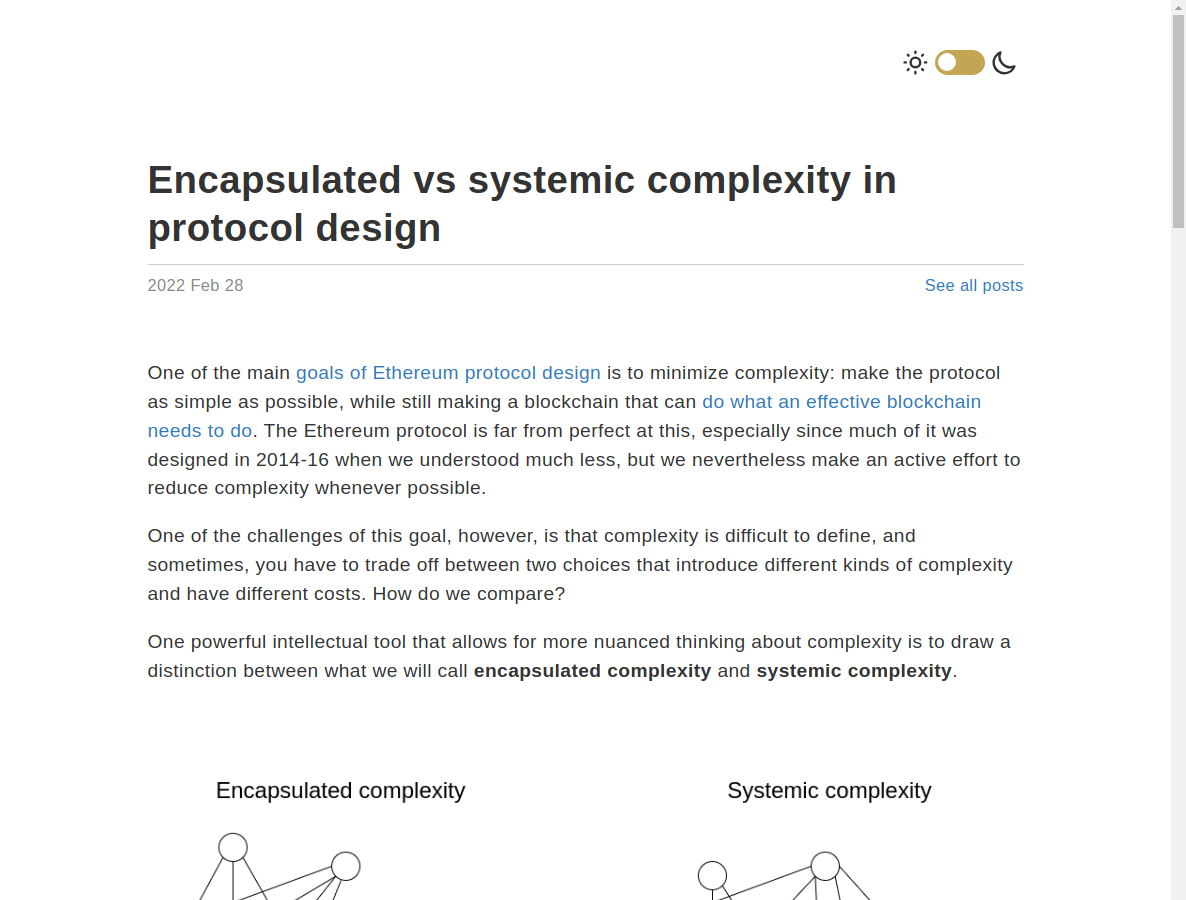 Encapsulated vs systemic complexity in
protocol design
2022 Feb 28
See all posts
One of the main goals of Ethereum protocol design is to minimize complexity: make the protocol
as simple as possible, while still making a blockchain that can do what an effective blockchain
needs to do. The Ethereum protocol is far from perfect at this, especially since much of it was
designed in 2014-16 when we understood much less, but we nevertheless make an active effort to
reduce complexity whenever possible.
One of the challenges of this goal, however, is that complexity is difficult to define, and
sometimes, you have to trade off between two choices that introduce different kinds of complexity
and have different costs. How do we compare?
One powerful intellectual tool that allows for more nuanced thinking about complexity is to draw a
distinction between what we will call encapsulated complexity and systemic complexity.
Encapsulated complexity
Systemic complexity